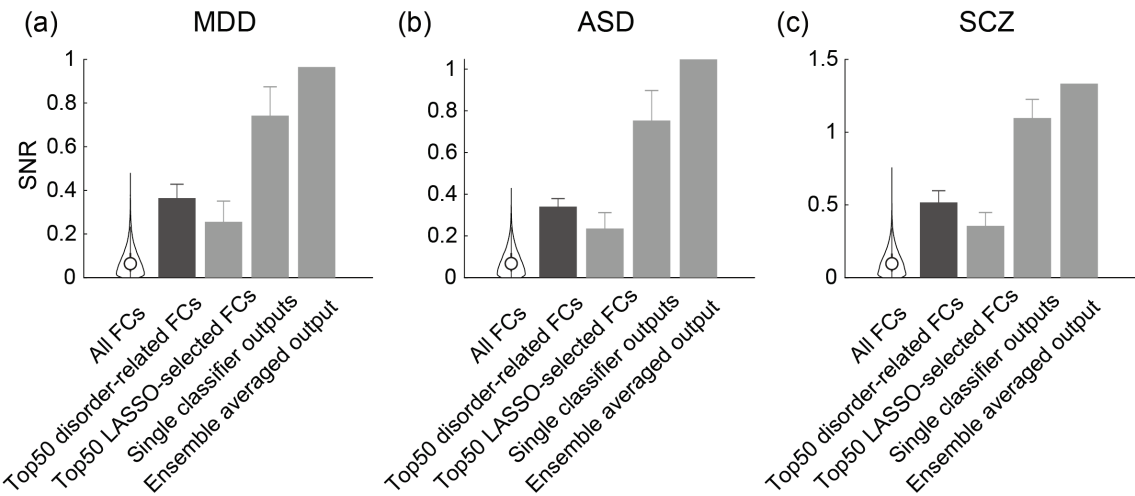 (a) MDD
SNR
1
0.8
0.6
0.4
0.2
0
All FCs
Top50 disorder-related FCs
Top50 LASSO-selected FCs
Single classifier outputs
Ensemble averaged output
(b) ASD
1
0.8
0.6
0.4
0.2
0
All FCs
Top50 disorder-related FCs
Top50 LASSO-selected FCs
Single classifier outputs
Ensemble averaged output
(c) SCZ
1.5
1
0.5
0
All FCs
Top50 disorder-related FCs
Top50 LASSO-selected FCs
Single classifier outputs
Ensemble averaged output